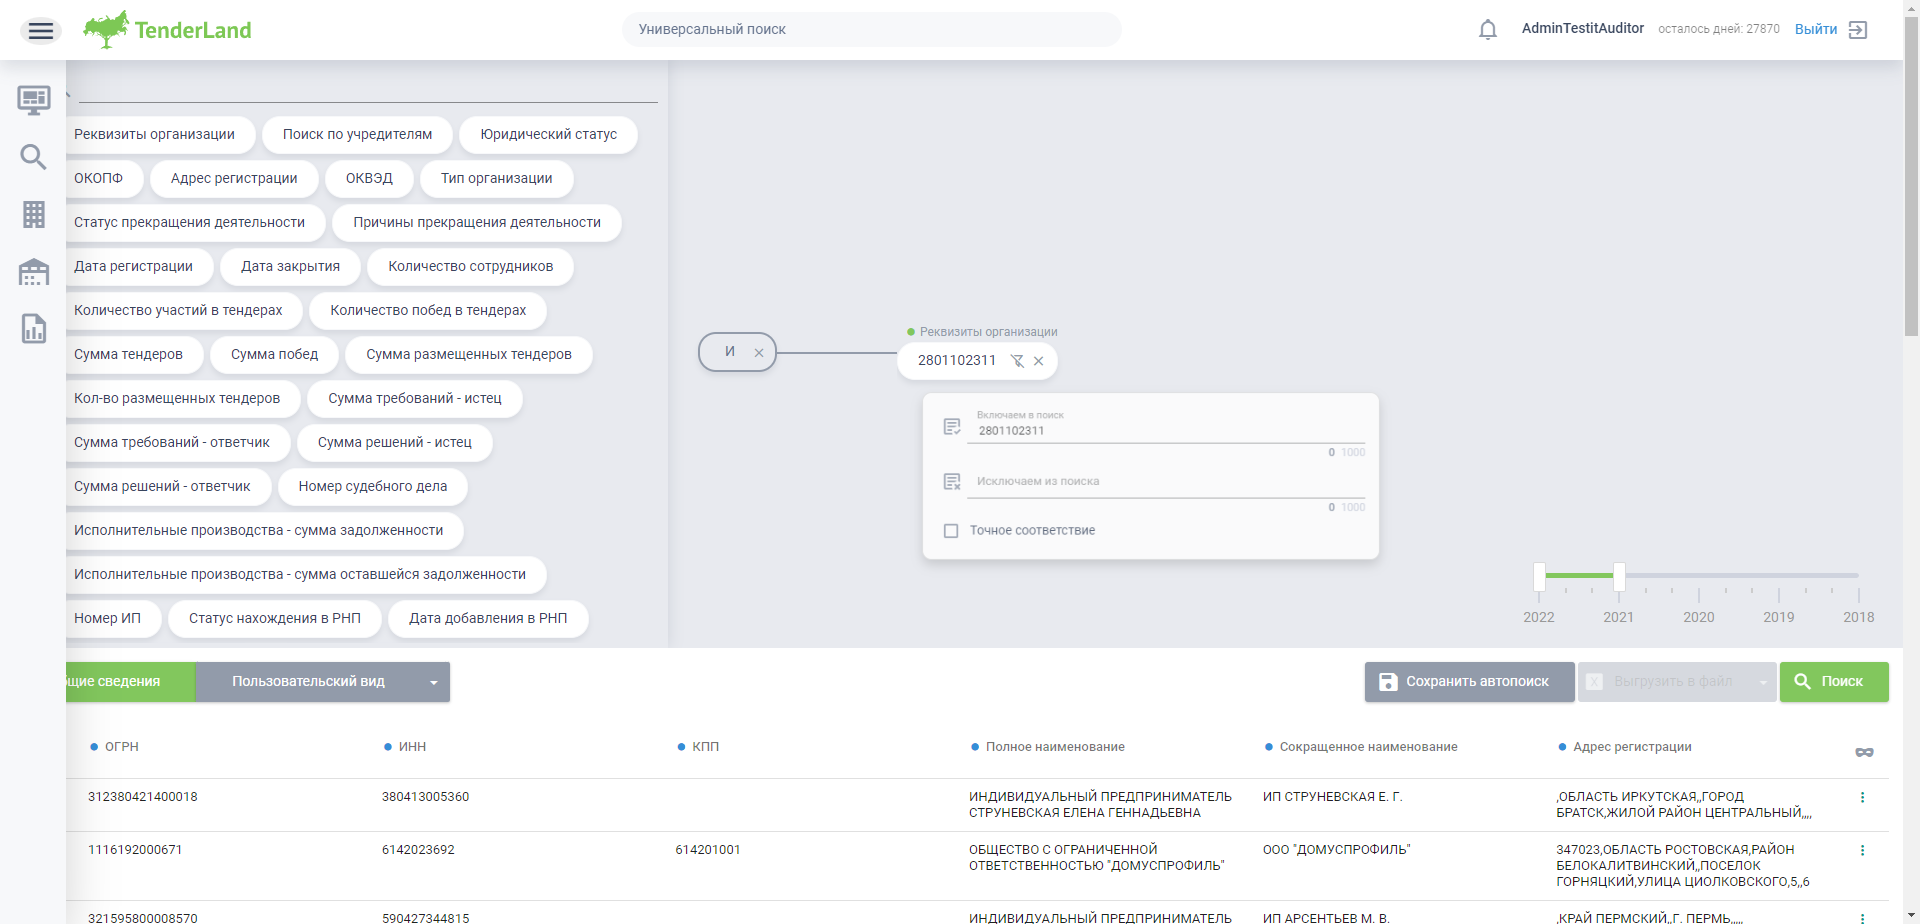 TenderLand
Универсальный поиск
AdminTestitAuditor
осталось дней: 27870
Выйти
Реквизиты организации
Поиск по учредителям
Юридический статус
ОКОПФ
Адрес регистрации
ОКВЭД
Тип организации
Статус прекращения деятельности
Причины прекращения деятельности
Дата регистрации
Дата закрытия
Количество сотрудников
Количество участий в тендерах
Количество побед в тендерах
Сумма тендеров
Сумма побед
Сумма размещенных тендеров
Кол-во размещенных тендеров
Сумма требований - истец
Сумма требований - ответчик
Сумма решений - истец
Сумма решений - ответчик
Номер судебного дела
Исполнительные производства - сумма задолженности
Исполнительные производства - сумма оставшейся задолженности
Номер ИП
Статус нахождения в РНП
Дата добавления в РНП
И
Реквизиты организации
2801102311
Включаем в поиск
2801102311
0 1000
Исключаем из поиска
0 1000
Точное соответствие
2022 2021 2020 2019 2018
бщие сведения
Пользовательский вид
Сохранить автопоиск
Выгрузить в файл
Поиск
ОГРН
ИНН
КПП
Полное наименование
Сокращенное наименование
Адрес регистрации
312380421400018
380413005360
ИНДИВИДУАЛЬНЫЙ ПРЕДПРИНИМАТЕЛЬ
СТРУНЕВСКАЯ ЕЛЕНА ГЕННАДЬЕВНА
ИП СТРУНЕВСКАЯ Е. Г.
,ОБЛАСТЬ ИРКУТСКАЯ,,ГОРОД
БРАТСК,ЖИЛОЙ РАЙОН ЦЕНТРАЛЬНЫЙ,,,,
1116192000671
6142023692
614201001
ОБЩЕСТВО С ОГРАНИЧЕННОЙ
ОТВЕТСТВЕННОСТЬЮ "ДОМУСПРОФИЛЬ"
ООО "ДОМУСПРОФИЛЬ"
347023,ОБЛАСТЬ РОСТОВСКАЯ,РАЙОН
БЕЛОКАЛИТВИНСКИЙ,,ПОСЕЛОК
ГОРНЯЦКИЙ,УЛИЦА ЦИОЛКОВСКОГО,5,,6
321595800008570
590427344815
ИНДИВИДУАЛЬНЫЙ ПРЕДПРИНИМАТЕЛЬ
ИП АРСЕНТЬЕВ М. В.
,КРАЙ ПЕРМСКИЙ,,Г. ПЕРМЬ,,,,,